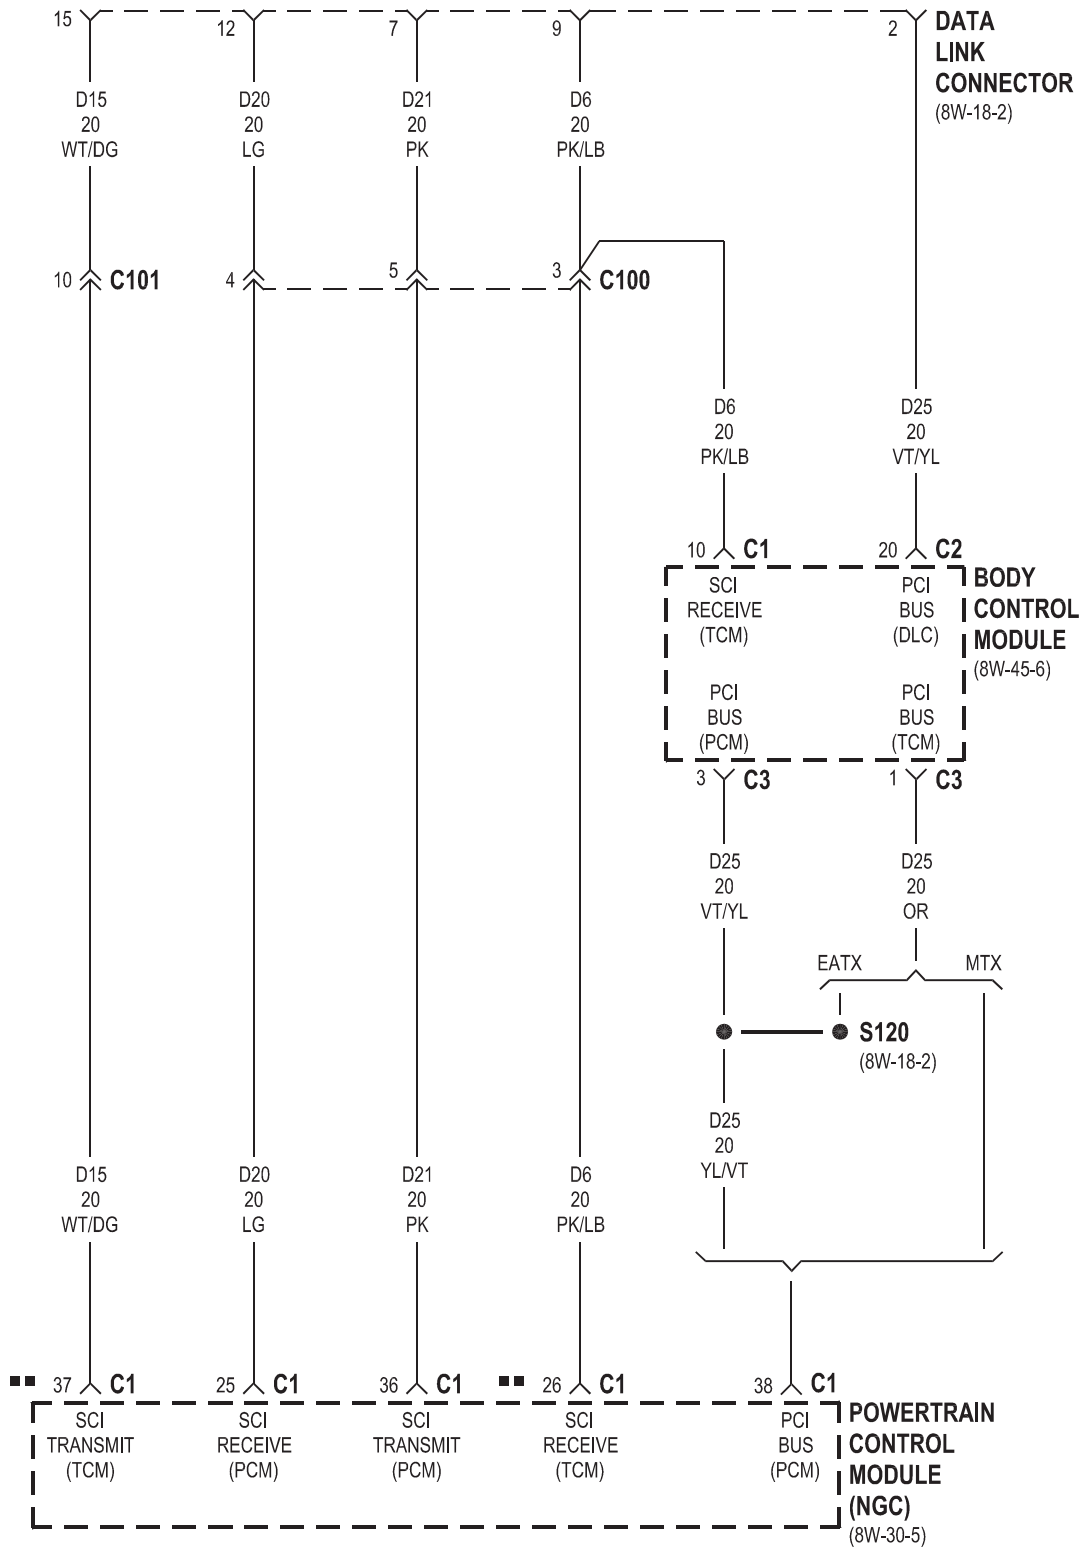 15
12
7
9
2
DATA
LINK
CONNECTOR
(8W-18-2)
D15
20
WT/DG
D20
20
LG
D21
20
PK
D6
20
PK/LB
10
C101
4
5
3
C100
D6
20
PK/LB
D25
20
VT/YL
10
C1
20
C2
SCI
RECEIVE
(TCM)
PCI
BUS
(DLC)
BODY
CONTROL
MODULE
(8W-45-6)
PCI
BUS
(PCM)
PCI
BUS
(TCM)
3
C3
1
C3
D25
20
VT/YL
D25
20
OR
EATX
MTX
S120
(8W-18-2)
D25
20
YL/VT
D15
20
WT/DG
D20
20
LG
D21
20
PK
D6
20
PK/LB
37
C1
25
C1
36
C1
26
C1
38
C1
SCI
TRANSMIT
(TCM)
SCI
RECEIVE
(PCM)
SCI
TRANSMIT
(PCM)
SCI
RECEIVE
(TCM)
PCI
BUS
(PCM)
POWERTRAIN
CONTROL
MODULE
(NGC)
(8W-30-5)